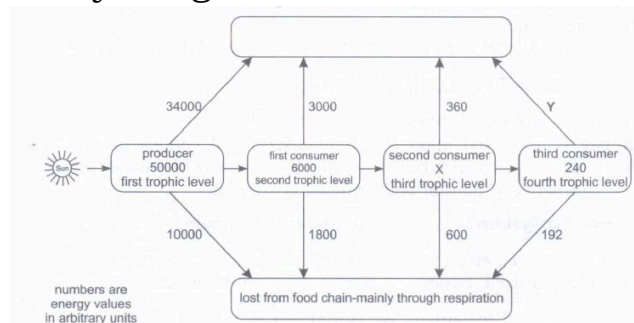 34000
3000
360
Y
Sun
producer
50000
first trophic level
first consumer
6000
second trophic level
second consumer
X
third trophic level
third consumer
240
fourth trophic level
10000
1800
600
192
numbers are
energy values
in arbitrary units
lost from food chain-mainly through respiration